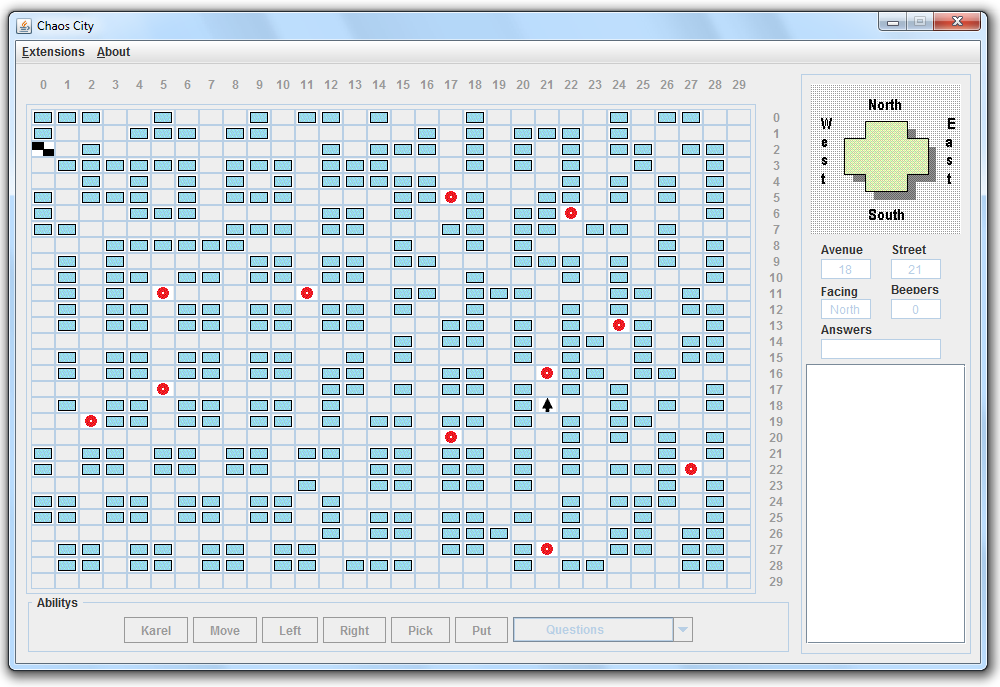 Chaos City
Extensions About
0 1 2 3 4 5 6 7 8 9 10 11 12 13 14 15 16 17 18 19 20 21 22 23 24 25 26 27 28 29
0
1
2
3
4
5
6
7
8
9
10
11
12
13
14
15
16
17
18
19
20
21
22
23
24
25
26
27
28
29
North
West
East
South
Avenue Street
18 21
Facing Beepers
North 0
Answers
Abilitys
Karel Move Left Right Pick Put Questions